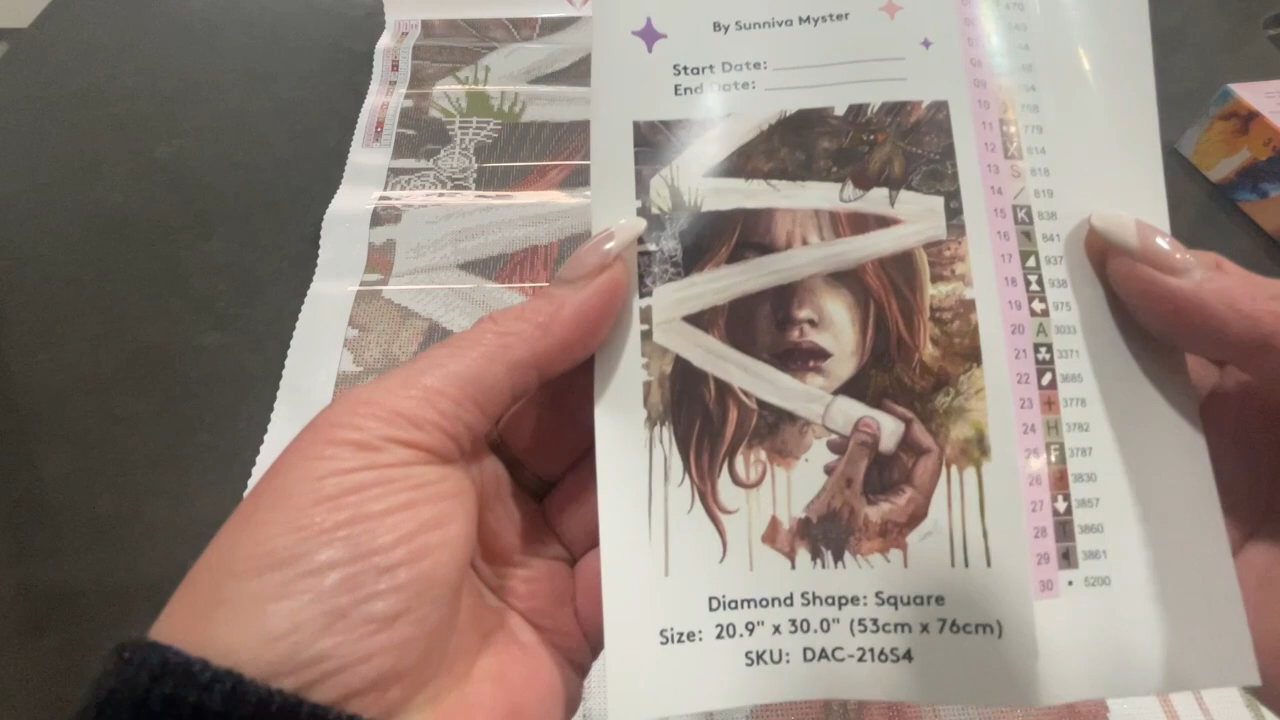 By Sunniva Myster
Start Date:
End Date:
10
11 779
12 X 814
13 S 818
14 / 819
15 K 838
16 841
17 937
18 938
19 975
20 A 3033
21 3371
22 3685
23 + 3778
24 H 3782
25 F 3787
26 3830
27 3857
28 3860
29 3861
30 5200
Diamond Shape: Square
Size: 20.9" x 30.0" (53cm x 76cm)
SKU: DAC-216S4